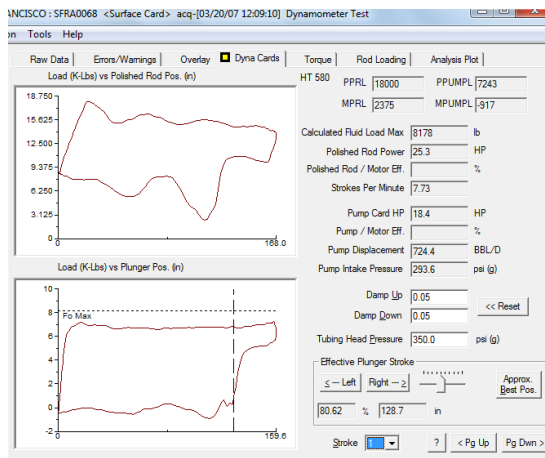 ANCISCO : SFRA0068 <Surface Card> acq-[03/20/07 12:09:10] Dynamometer Test
on Tools Help
Raw Data Errors/Warnings Overlay Dyna Cards Torque Rod Loading Analysis Plot
Load (K-Lbs) vs Polished Rod Pos. (in)
18.750
15.625
12.500
9.375
6.250
3.125
0
0 168.0
Load (K-Lbs) vs Plunger Pos. (in)
10
Fo Max
8
6
4
2
0
-2
0 159.6
HT 580 PPRL 18000 PPUMPL 7243
MPRL 2375 MPUMPL -917
Calculated Fluid Load Max 8178 lb
Polished Rod Power 25.3 HP
Polished Rod / Motor Eff. %
Strokes Per Minute 7.73
Pump Card HP 18.4 HP
Pump / Motor Eff. %
Pump Displacement 724.4 BBL/D
Pump Intake Pressure 293.6 psi (g)
Damp Up 0.05
Damp Down 0.05
<< Reset
Tubing Head Pressure 350.0 psi (g)
Effective Plunger Stroke
< --- Left Right --- > Approx. Best Pos.
80.62 % 128.7 in
Stroke 1 ? < Pg Up Pg Dwn >